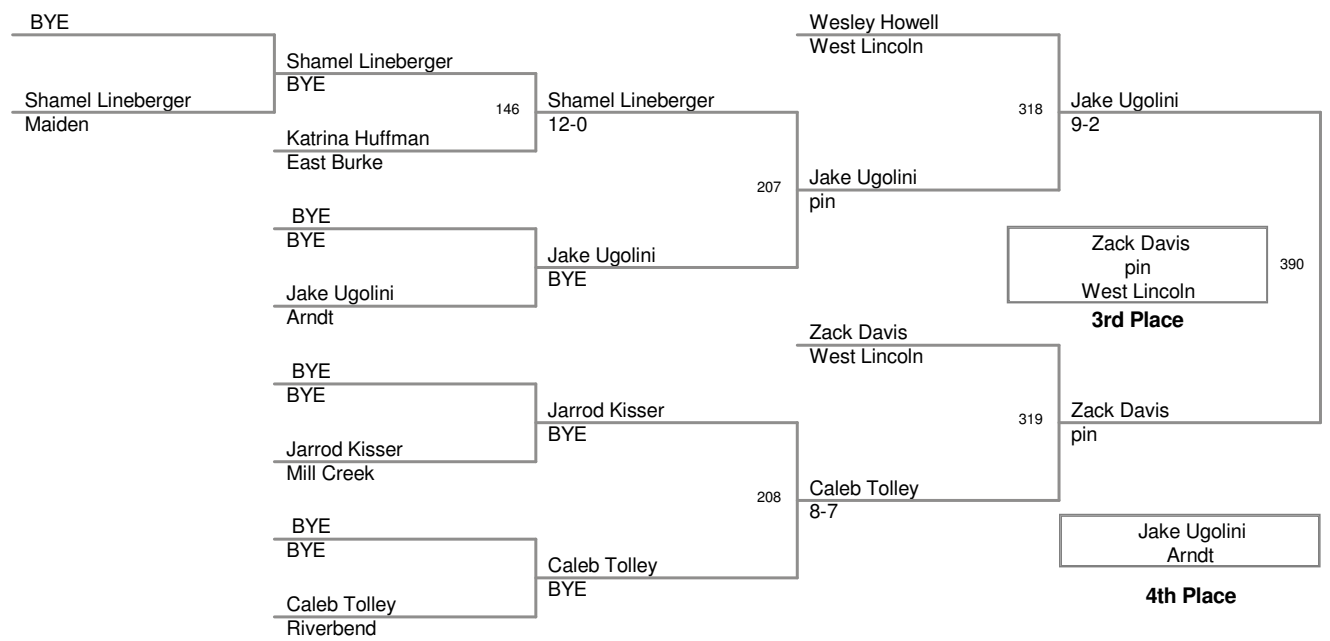 BYE
Shamel Lineberger
Maiden
Shamel Lineberger
BYE
146
Katrina Huffman
East Burke
BYE
BYE
Jake Ugolini
Arndt
BYE
BYE
Jarrod Kisser
Mill Creek
BYE
BYE
Caleb Tolley
Riverbend
Shamel Lineberger
12-0
207
Jake Ugolini
BYE
Jarrod Kisser
BYE
208
Caleb Tolley
BYE
Wesley Howell
West Lincoln
318
Jake Ugolini
pin
Zack Davis
West Lincoln
319
Caleb Tolley
8-7
Jake Ugolini
9-2
Zack Davis
pin
West Lincoln
390
3rd Place
Zack Davis
pin
Jake Ugolini
Arndt
4th Place